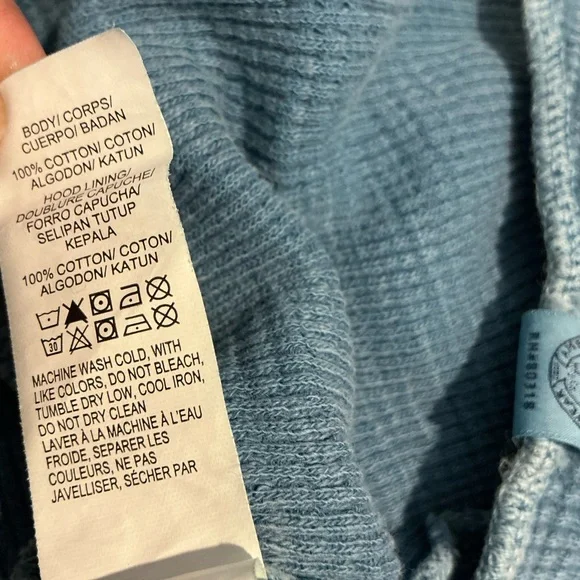 BODY/ CORPS/
CUERPO/ BADAN
100% COTTON/ COTON/
ALGODON/ KATUN
HOOD LINING/
DOUBLURE CAPUCHE/
FORRO CAPUCHA/
SELIPAN TUTUP
KEPALA
100% COTTON/ COTON/
ALGODON/ KATUN
30
MACHINE WASH COLD, WITH
LIKE COLORS, DO NOT BLEACH,
TUMBLE DRY LOW, COOL IRON,
DO NOT DRY CLEAN
LAVER À LA MACHINE À L'EAU
FROIDE, SEPARER LES
COULEURS, NE PAS
JAVELLISER, SÉCHER PAR
RN#80318